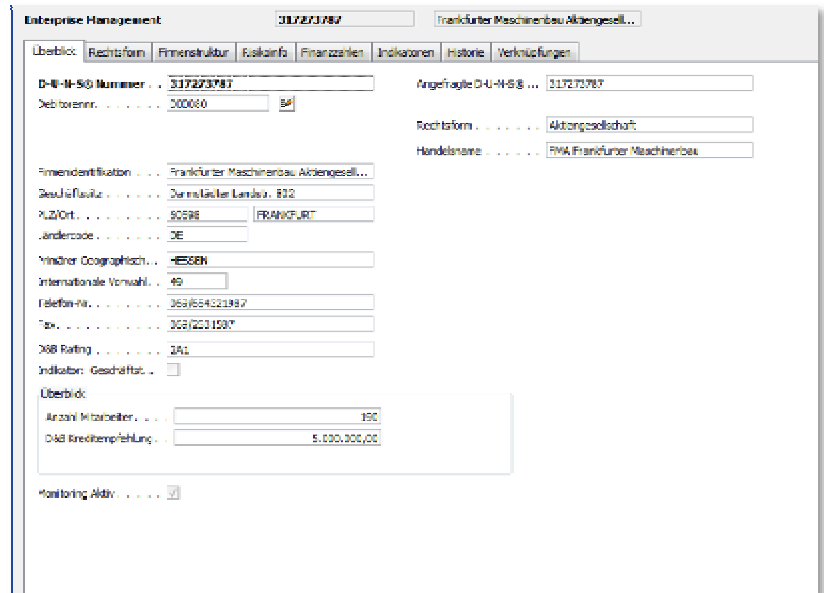 Enterprise Management 317273787 Frankfurter Maschinenbau Aktiengesell...
Überblick Rechtsform Firmenstruktur Risikoinfo Finanzzahlen Indikatoren Historie Verknüpfungen
D-U-N-S® Nummer . . 317273787 Angefragte D-U-N-S® ... 317273787
Debitorennr. . . . . . . 000080
Rechtsform . . . . . . . Aktiengesellschaft
Handelsname . . . . . . FMA Frankfurter Maschinenbau
Firmenidentifikation . . . Frankfurter Maschinenbau Aktiengesell...
Geschäftssitz . . . . . . Darmstädter Landstr.
PLZ/Ort. . . . . . . . FRANKFURT
Ländercode . . . . . . . DE
Primärer Geographisch... HESSEN
Internationale Vorwahl. . 49
Telefon-Nr. . . . . . . 069/654321987
Fax. . . . . . . . .
D&B Rating . . . . . . .
Indikator: Geschäftst...
Überblick
Anzahl Mitarbeiter. . . . 190
D&B Kreditempfehlung. . 5.000.000,00
Monitoring Aktiv . . . . .